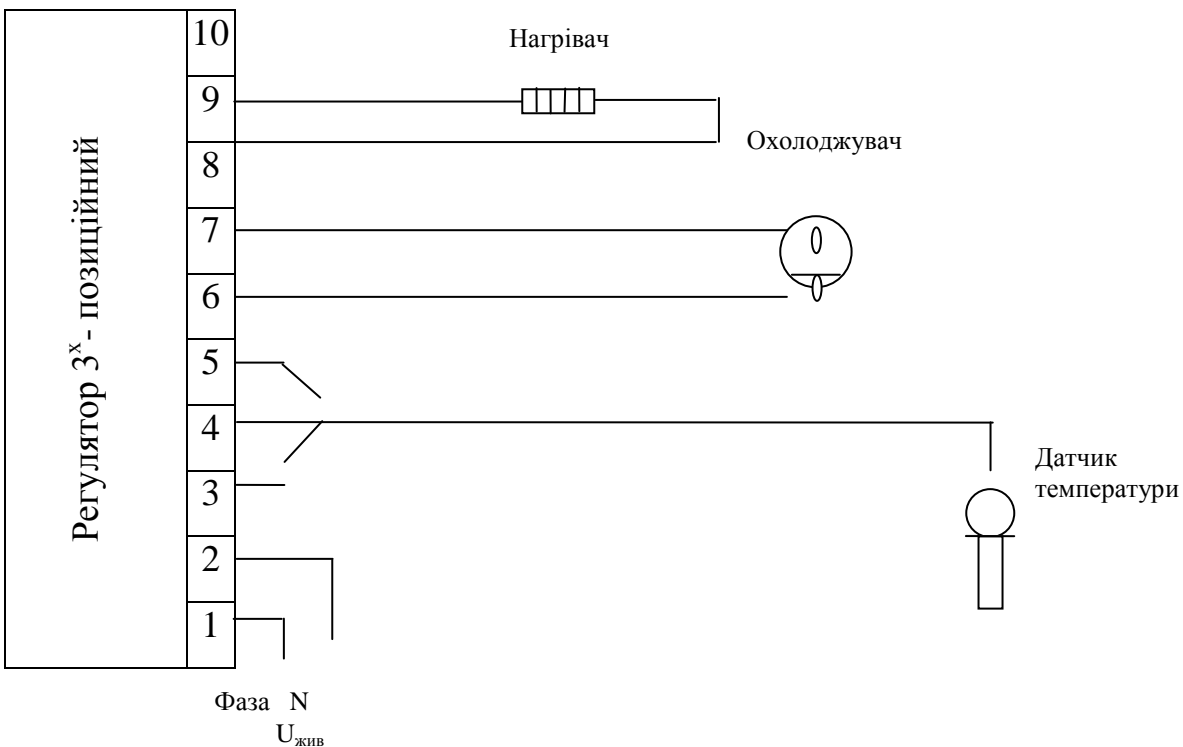 Регулятор 3х- позиційний
10
9
8
7
6
5
4
3
2
1
Нагрівач
Охолоджувач
Датчик
температури
Фаза N
Uжив